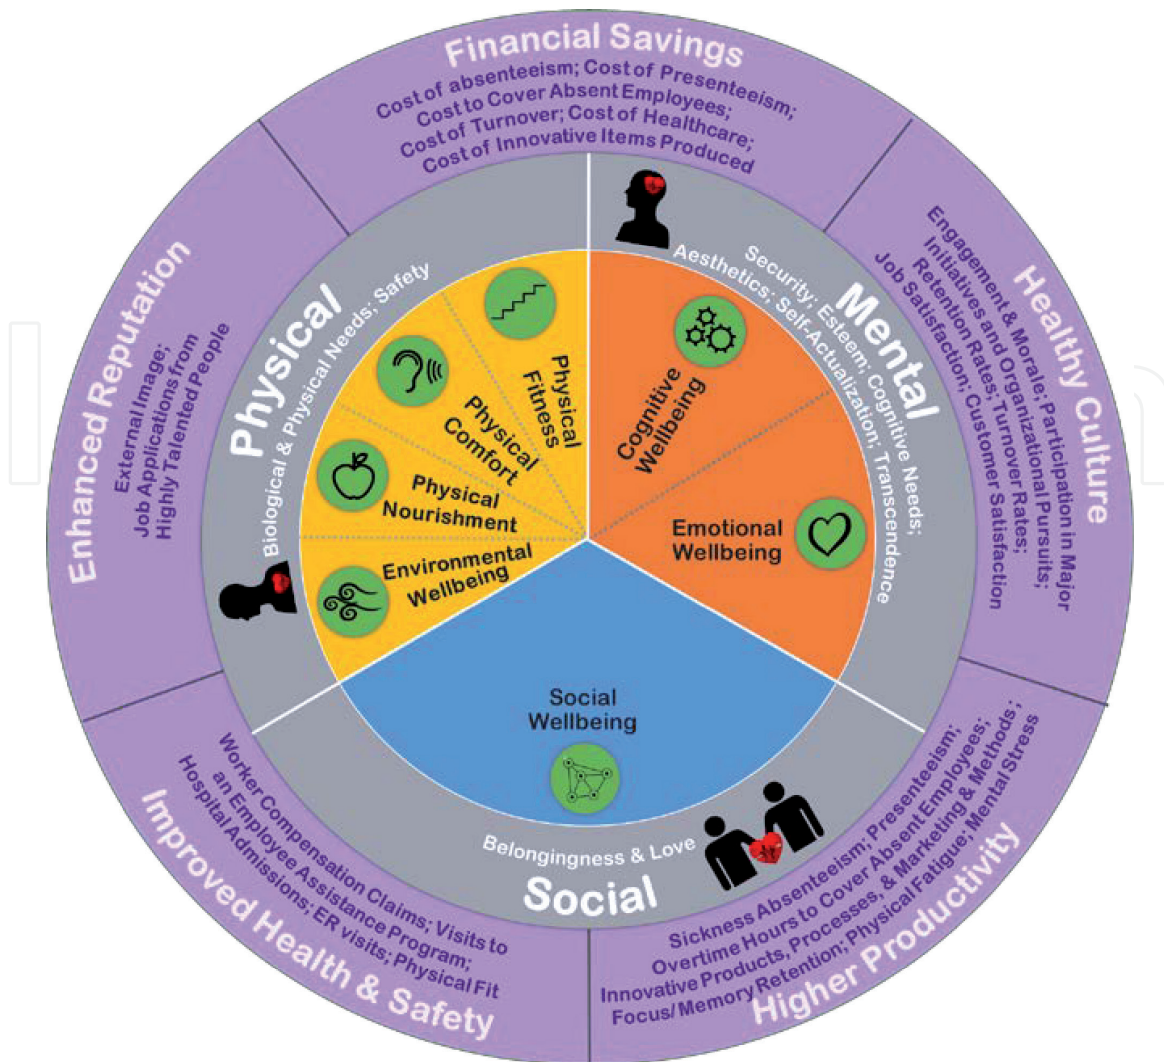 Financial Savings
Cost of absenteeism; Cost of Presenteeism;
Cost to Cover Absent Employees;
Cost of Turnover; Cost of Healthcare;
Cost of Innovative Items Produced
Healthy Culture
Engagement & Morale; Participation in Major
Initiatives and Organizational Pursuits;
Retention Rates; Turnover Rates;
Job Satisfaction; Customer Satisfaction
Higher Productivity
Sickness Absenteeism; Presenteeism;
Overtime Hours to Cover Absent Employees;
Innovative Products, Processes, & Marketing & Methods;
Focus/Memory Retention; Physical Fatigue; Mental Stress
Improved Health & Safety
Worker Compensation Claims; Visits to
an Employee Assistance Program;
Hospital Admissions; ER visits; Physical Fit
Enhanced Reputation
External Image;
Job Applications from
Highly Talented People
Physical
Biological & Physical Needs; Safety
Mental
Security; Esteem; Cognitive Needs;
Aesthetics; Self-Actualization; Transcendence
Social
Belongingness & Love
Physical
Fitness
Physical
Comfort
Physical
Nourishment
Environmental
Wellbeing
Cognitive
Wellbeing
Emotional
Wellbeing
Social
Wellbeing